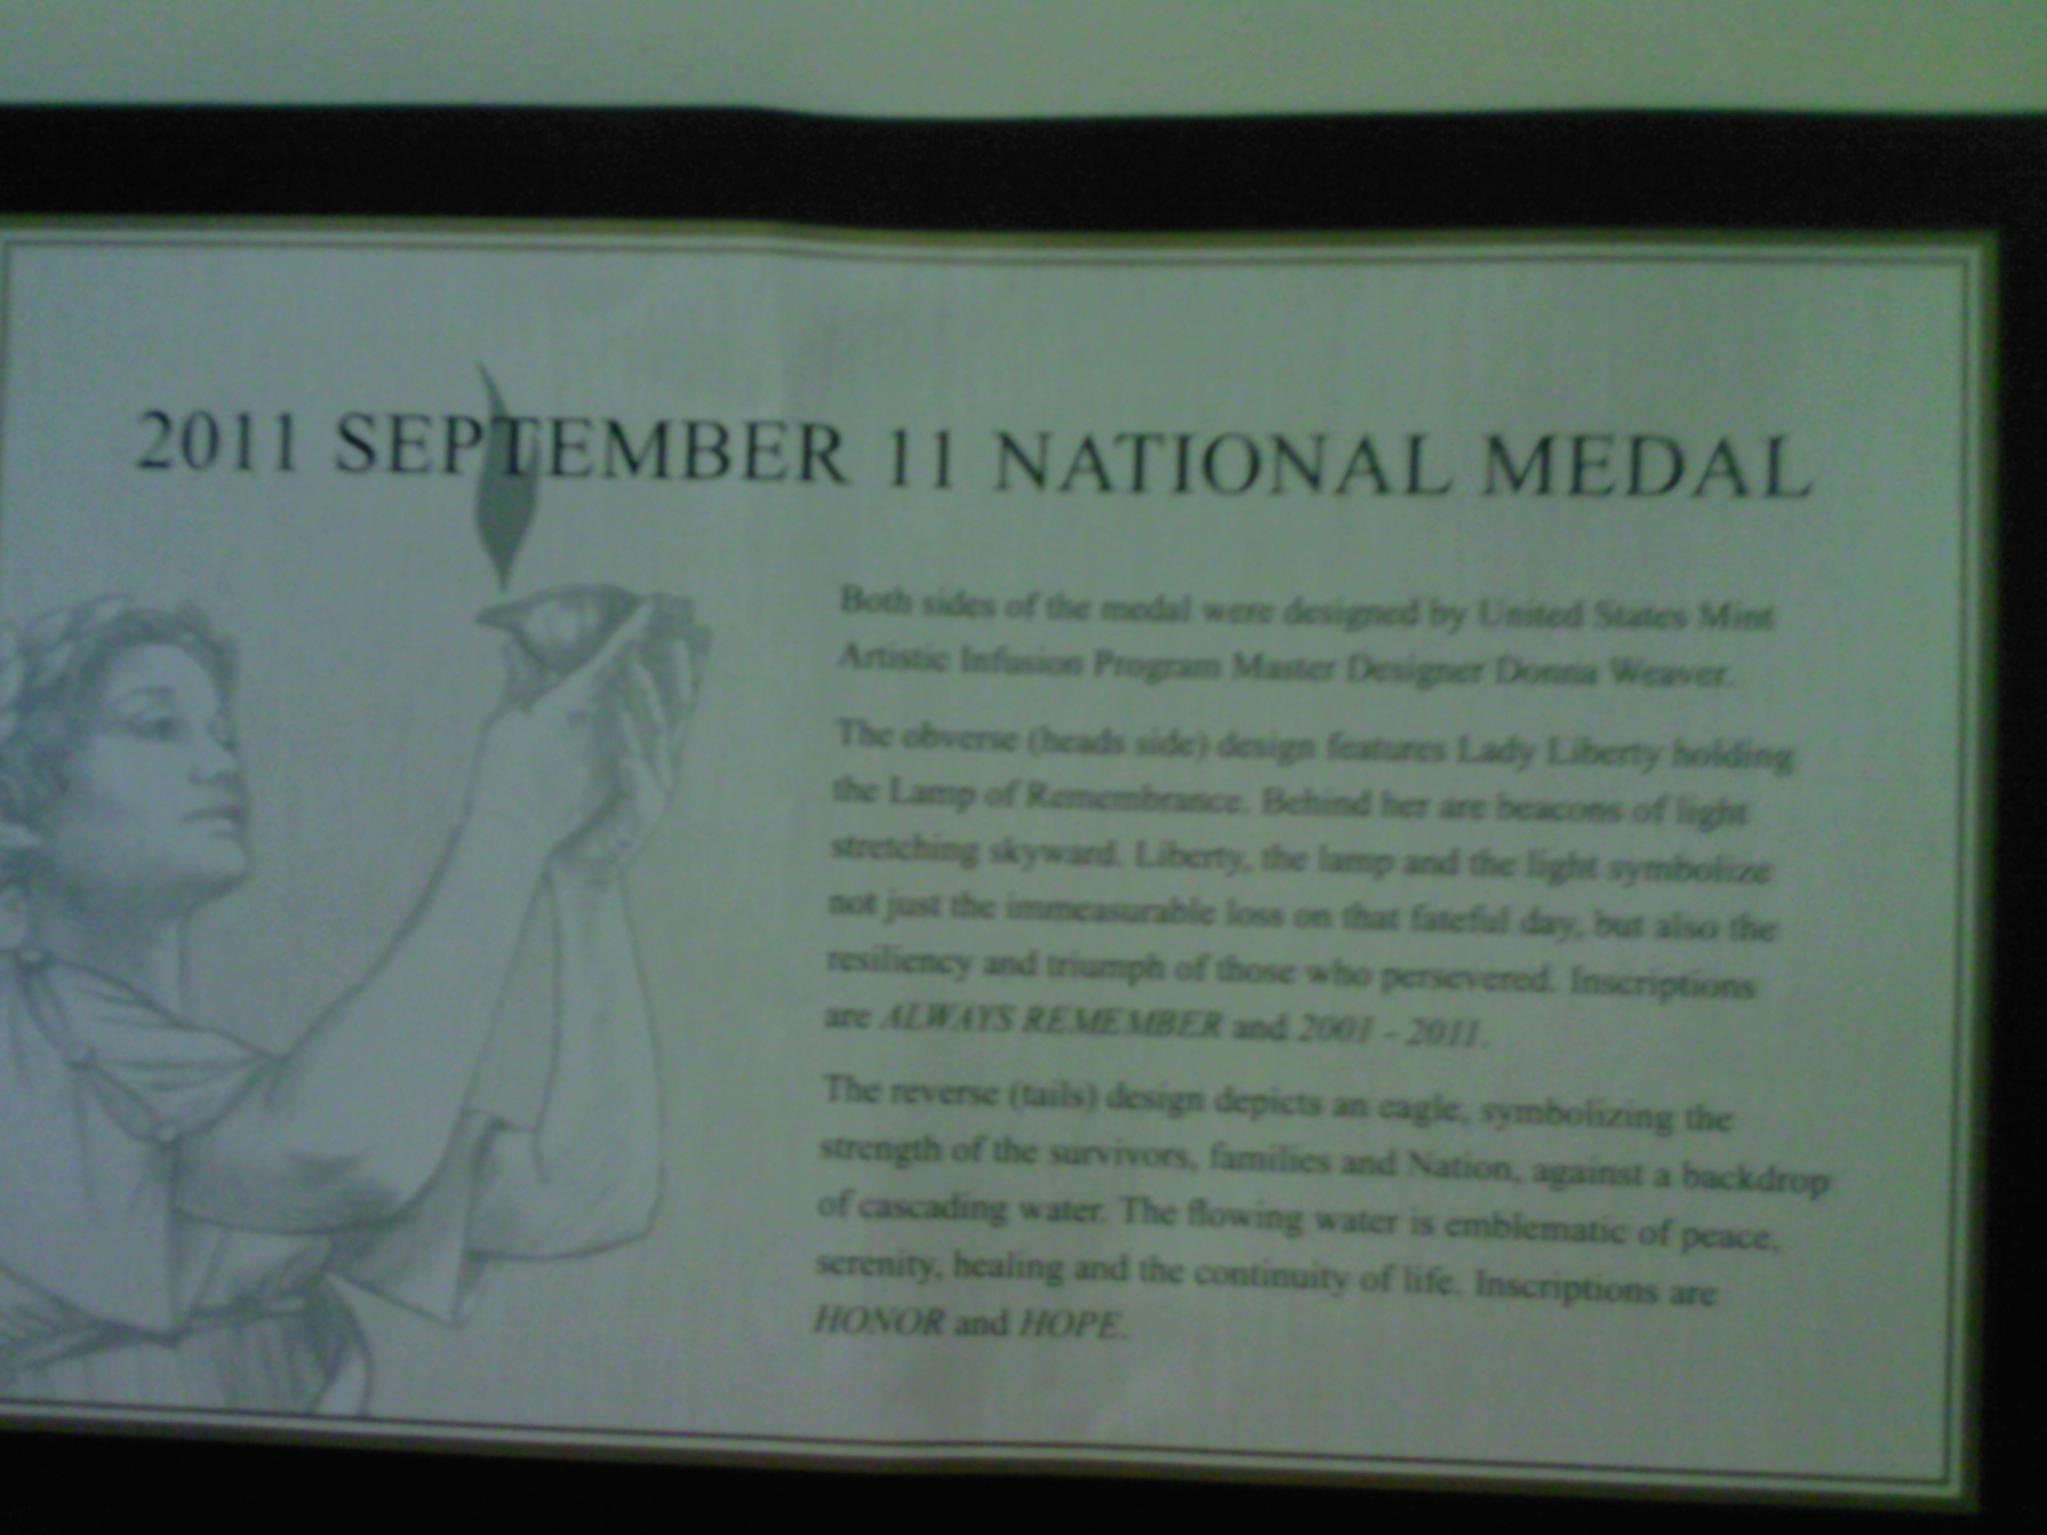 2011 SEPTEMBER 11 NATIONAL MEDAL
Both sides of the medal were designed by United States Mint
Artistic Infusion Program Master Designer Donna Weaver.
The obverse (heads side) design features Lady Liberty holding
the Lamp of Remembrance. Behind her are beacons of light
stretching skyward. Liberty, the lamp and the light symbolize
not just the immeasurable loss on that fateful day, but also the
resiliency and triumph of those who persevered. Inscriptions
are ALWAYS REMEMBER and 2001 - 2011.
The reverse (tails) design depicts an eagle, symbolizing the
strength of the survivors, families and Nation, against a backdrop
of cascading water. The flowing water is emblematic of peace,
serenity, healing and the continuity of life. Inscriptions are
HONOR and HOPE.